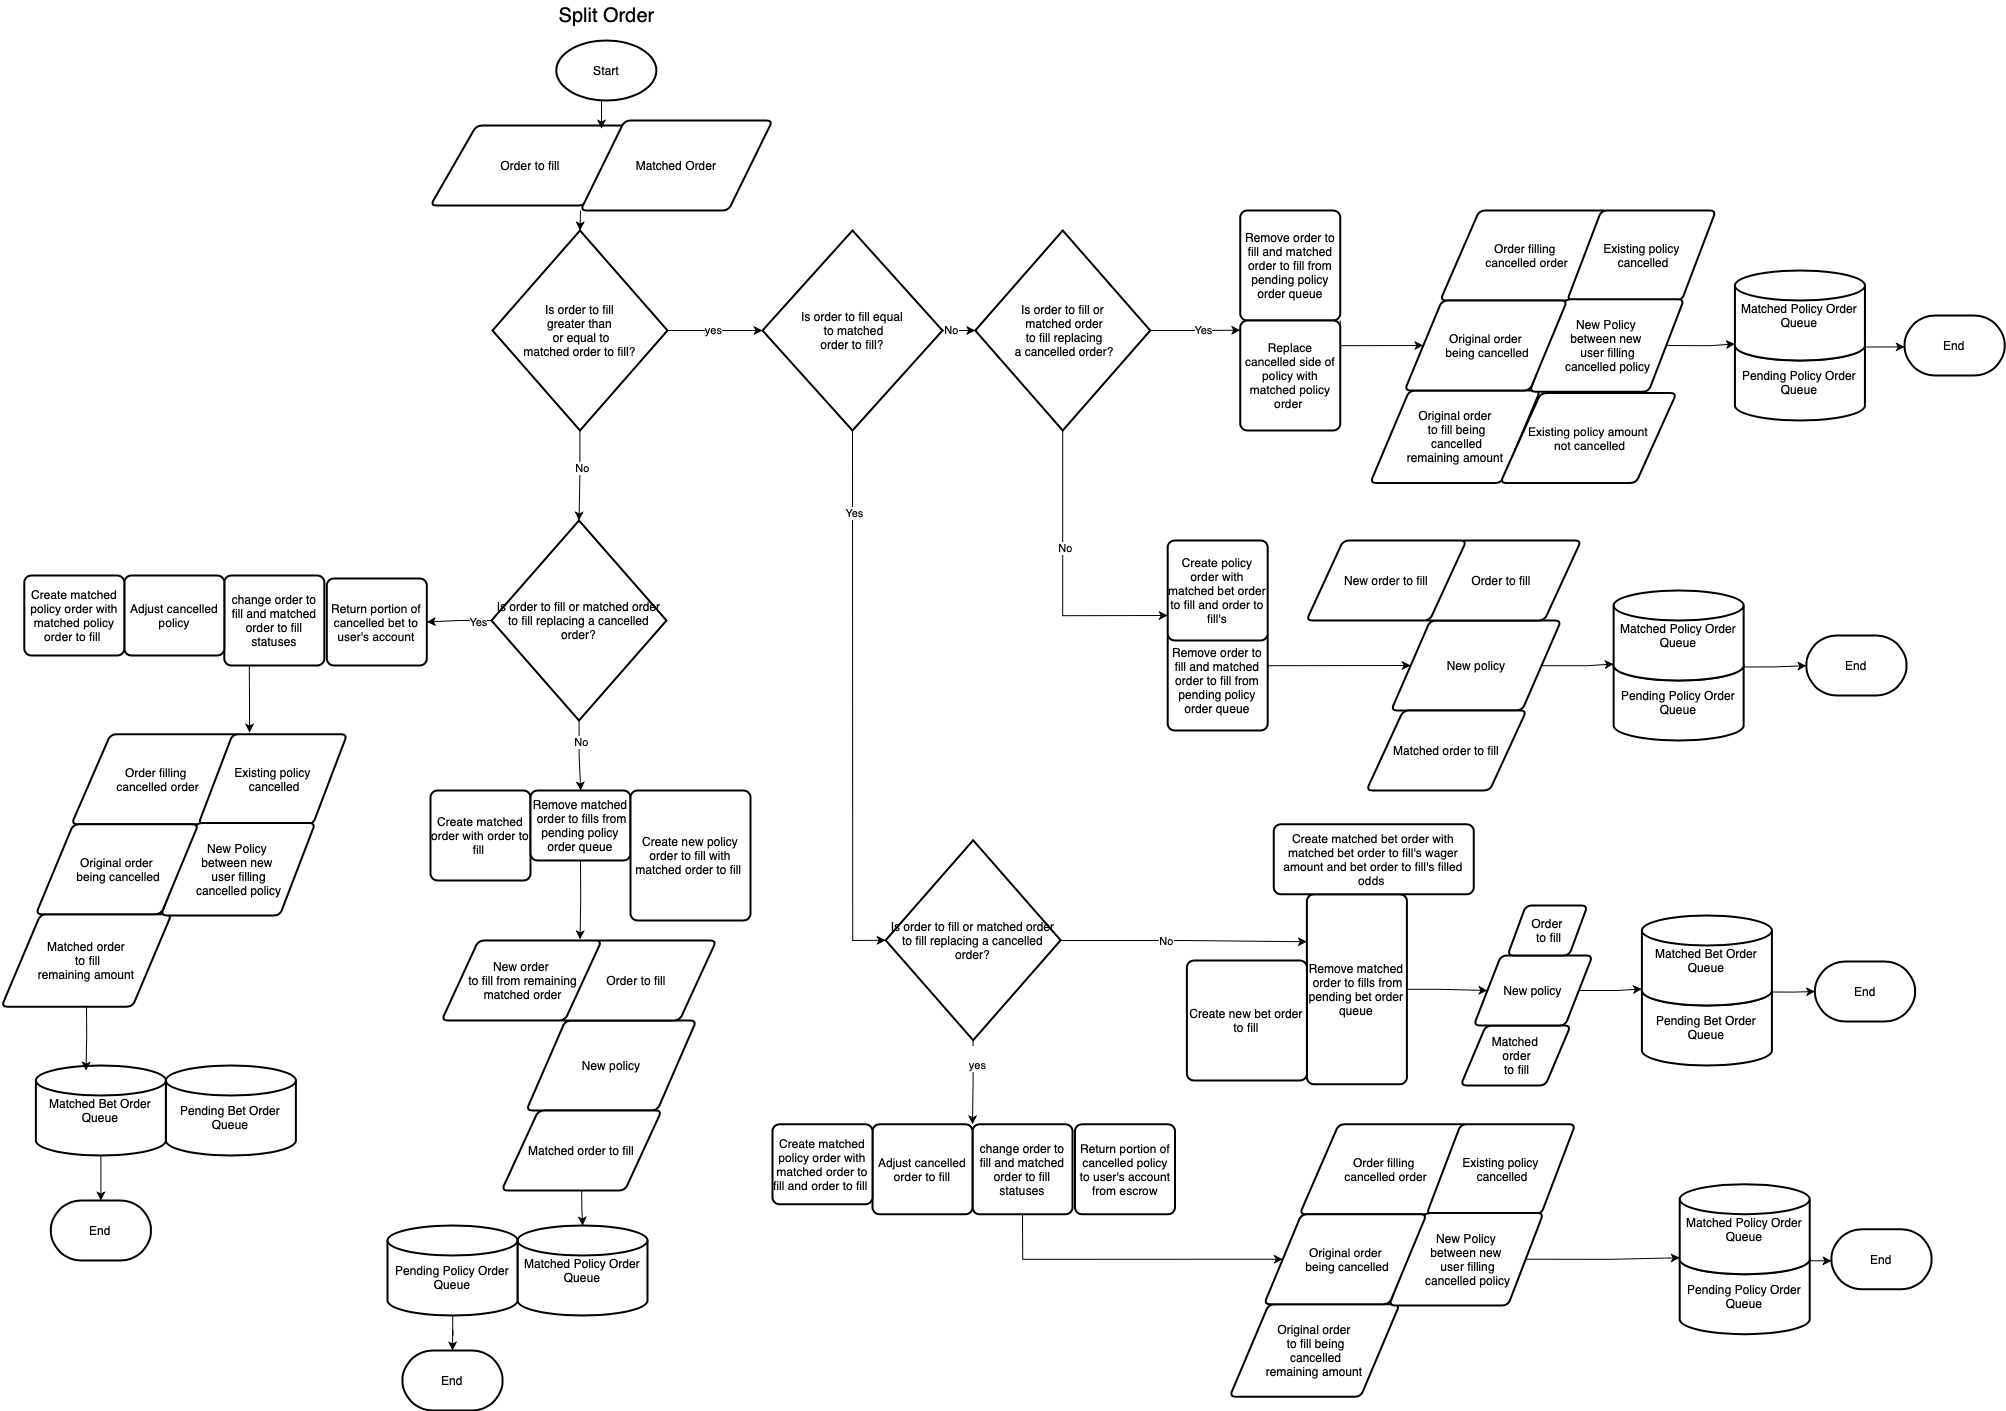 Split Order
Start
Order to fill
Matched Order
Is order to fill
greater than
or equal to
matched order to fill?
yes
Is order to fill equal
to matched
order to fill?
No
Is order to fill or
matched order
to fill replacing
a cancelled order?
Yes
Remove order to
fill and matched
order to fill from
pending policy
order queue
Replace
cancelled side of
policy with
matched policy
order
Order filling
cancelled order
Existing policy
cancelled
Original order
being cancelled
New Policy
between new
user filling
cancelled policy
Original order
to fill being
cancelled
remaining amount
Existing policy amount
not cancelled
Matched Policy Order
Queue
Pending Policy Order
Queue
End
No
Yes
No
Create policy
order with
matched bet order
to fill and order to
fill's
Remove order to
fill and matched
order to fill from
pending policy
order queue
New order to fill
Order to fill
New policy
Matched order to fill
Matched Policy Order
Queue
Pending Policy Order
Queue
End
Create matched
policy order with
matched policy
order to fill
Adjust cancelled
policy
change order to
fill and matched
order to fill
statuses
Return portion of
cancelled bet to
user's account
Yes
Is order to fill or matched order
to fill replacing a cancelled
order?
No
Order filling
cancelled order
Existing policy
cancelled
Original order
being cancelled
New Policy
between new
user filling
cancelled policy
Matched order
to fill
remaining amount
Matched Bet Order
Queue
Pending Bet Order
Queue
End
Create matched
order with order to
fill
Remove matched
order to fills from
pending policy
order queue
Create new policy
order to fill with
matched order to fill
New order
to fill from remaining
matched order
Order to fill
New policy
Matched order to fill
Pending Policy Order
Queue
Matched Policy Order
Queue
End
Is order to fill or matched order
to fill replacing a cancelled
order?
No
Create matched bet order with
matched bet order to fill's wager
amount and bet order to fill's filled
odds
Create new bet order
to fill
Remove matched
order to fills from
pending bet order
queue
Order
to fill
New policy
Matched
order
to fill
Matched Bet Order
Queue
Pending Bet Order
Queue
End
yes
Create matched
policy order with
matched order to
fill and order to fill
Adjust cancelled
order to fill
change order to
fill and matched
order to fill
statuses
Return portion of
cancelled policy
to user's account
from escrow
Order filling
cancelled order
Existing policy
cancelled
Original order
being cancelled
New Policy
between new
user filling
cancelled policy
Original order
to fill being
cancelled
remaining amount
Matched Policy Order
Queue
Pending Policy Order
Queue
End